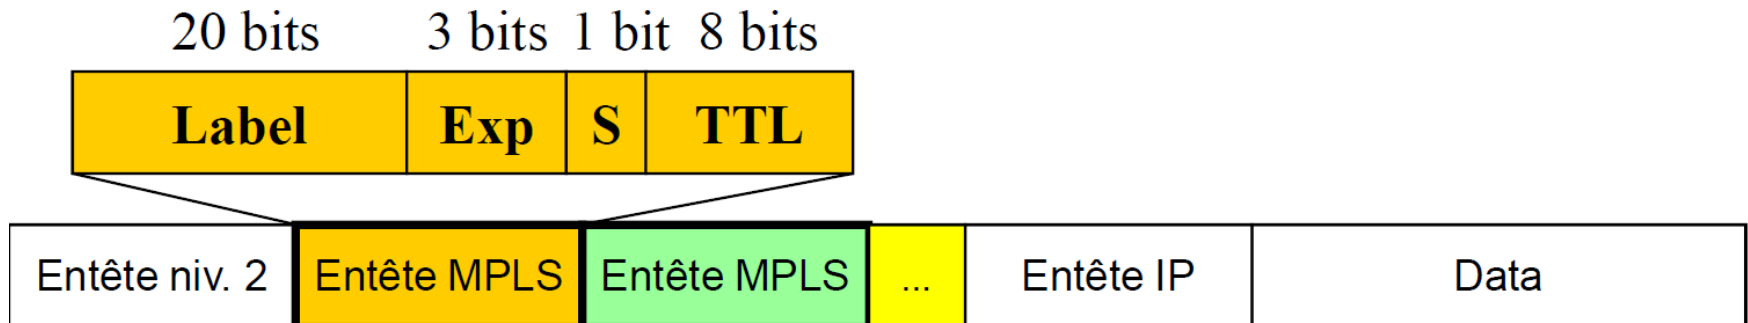 20 bits 3 bits 1 bit 8 bits
Label Exp S TTL
Entête niv. 2 Entête MPLS Entête MPLS ... Entête IP Data